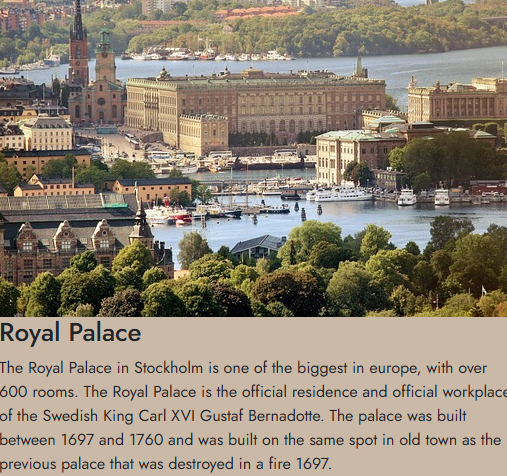 Royal Palace
The Royal Palace in Stockholm is one of the biggest in europe, with over
600 rooms. The Royal Palace is the official residence and official workplace
of the Swedish King Carl XVI Gustaf Bernadotte. The palace was built
between 1697 and 1760 and was built on the same spot in old town as the
previous palace that was destroyed in a fire 1697.